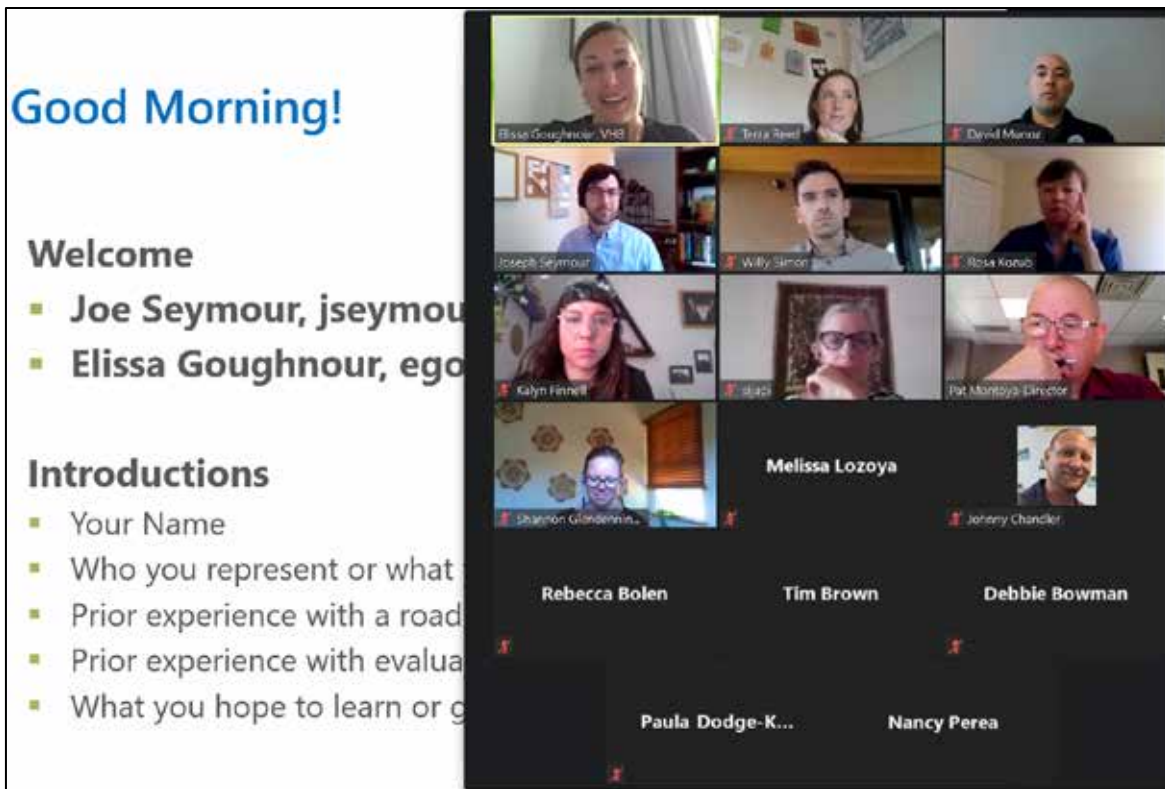 Good Morning!
Welcome
Joe Seymour, jseymou
Elissa Goughnour, ego
Introductions
Your Name
Who you represent or what
Prior experience with a road
Prior experience with evalua
What you hope to learn or g
Elissa Goughnour, VHB
Terra Reed
David Munoz
Joseph Seymour
Willy Simon
Rosa Kozub
Kalyn Finnell
Pat Montoya-Director
Shannon Glendennin...
Melissa Lozoya
Johnny Chandler
Rebecca Bolen
Tim Brown
Debbie Bowman
Paula Dodge-K...
Nancy Perea